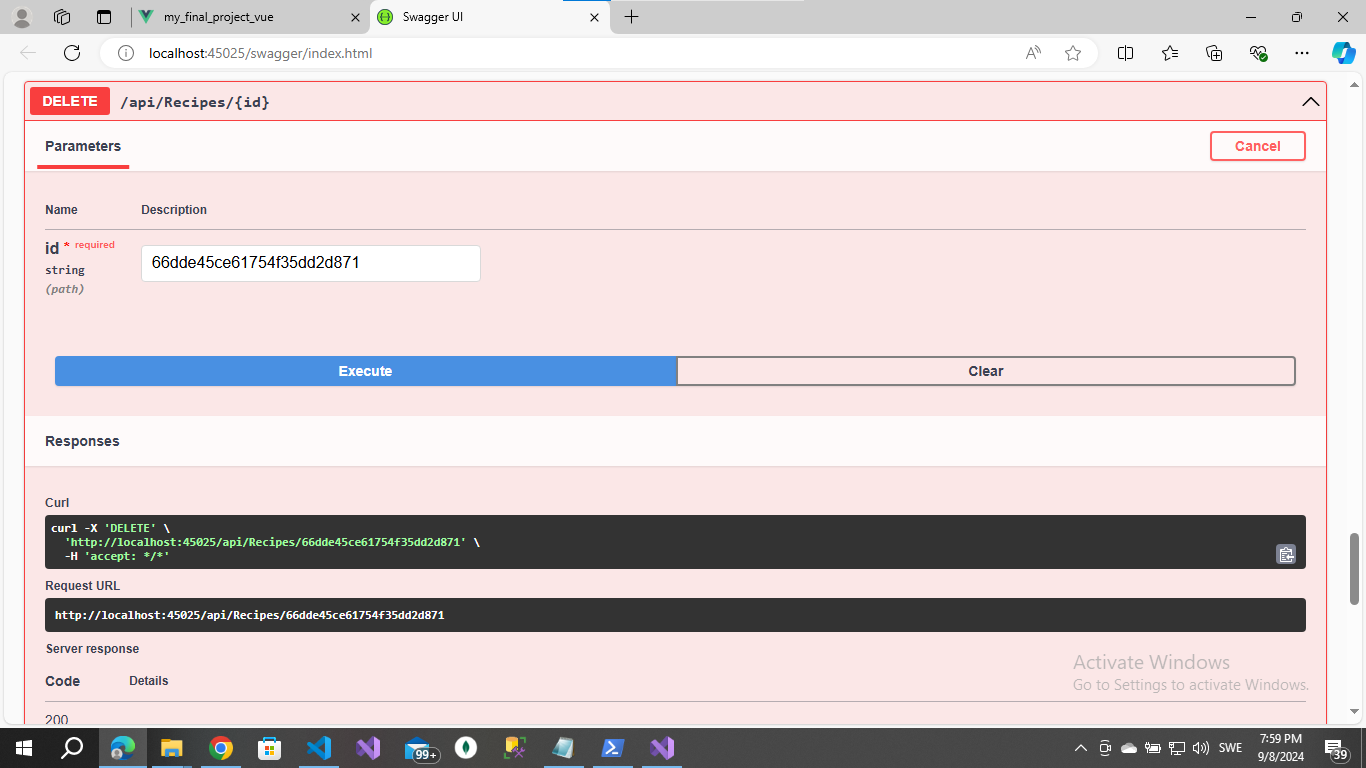 my_final_project_vue
Swagger UI
localhost:45025/swagger/index.html
DELETE /api/Recipes/{id}
Parameters
Cancel
Name Description
id * required
string
(path)
66dde45ce61754f35dd2d871
Execute
Clear
Responses
Curl
curl -X 'DELETE' \
'http://localhost:45025/api/Recipes/66dde45ce61754f35dd2d871' \
-H 'accept: */*'
Request URL
http://localhost:45025/api/Recipes/66dde45ce61754f35dd2d871
Server response
Code Details
200
Activate Windows
Go to Settings to activate Windows.
99+
SWE
7:59 PM
9/8/2024
39